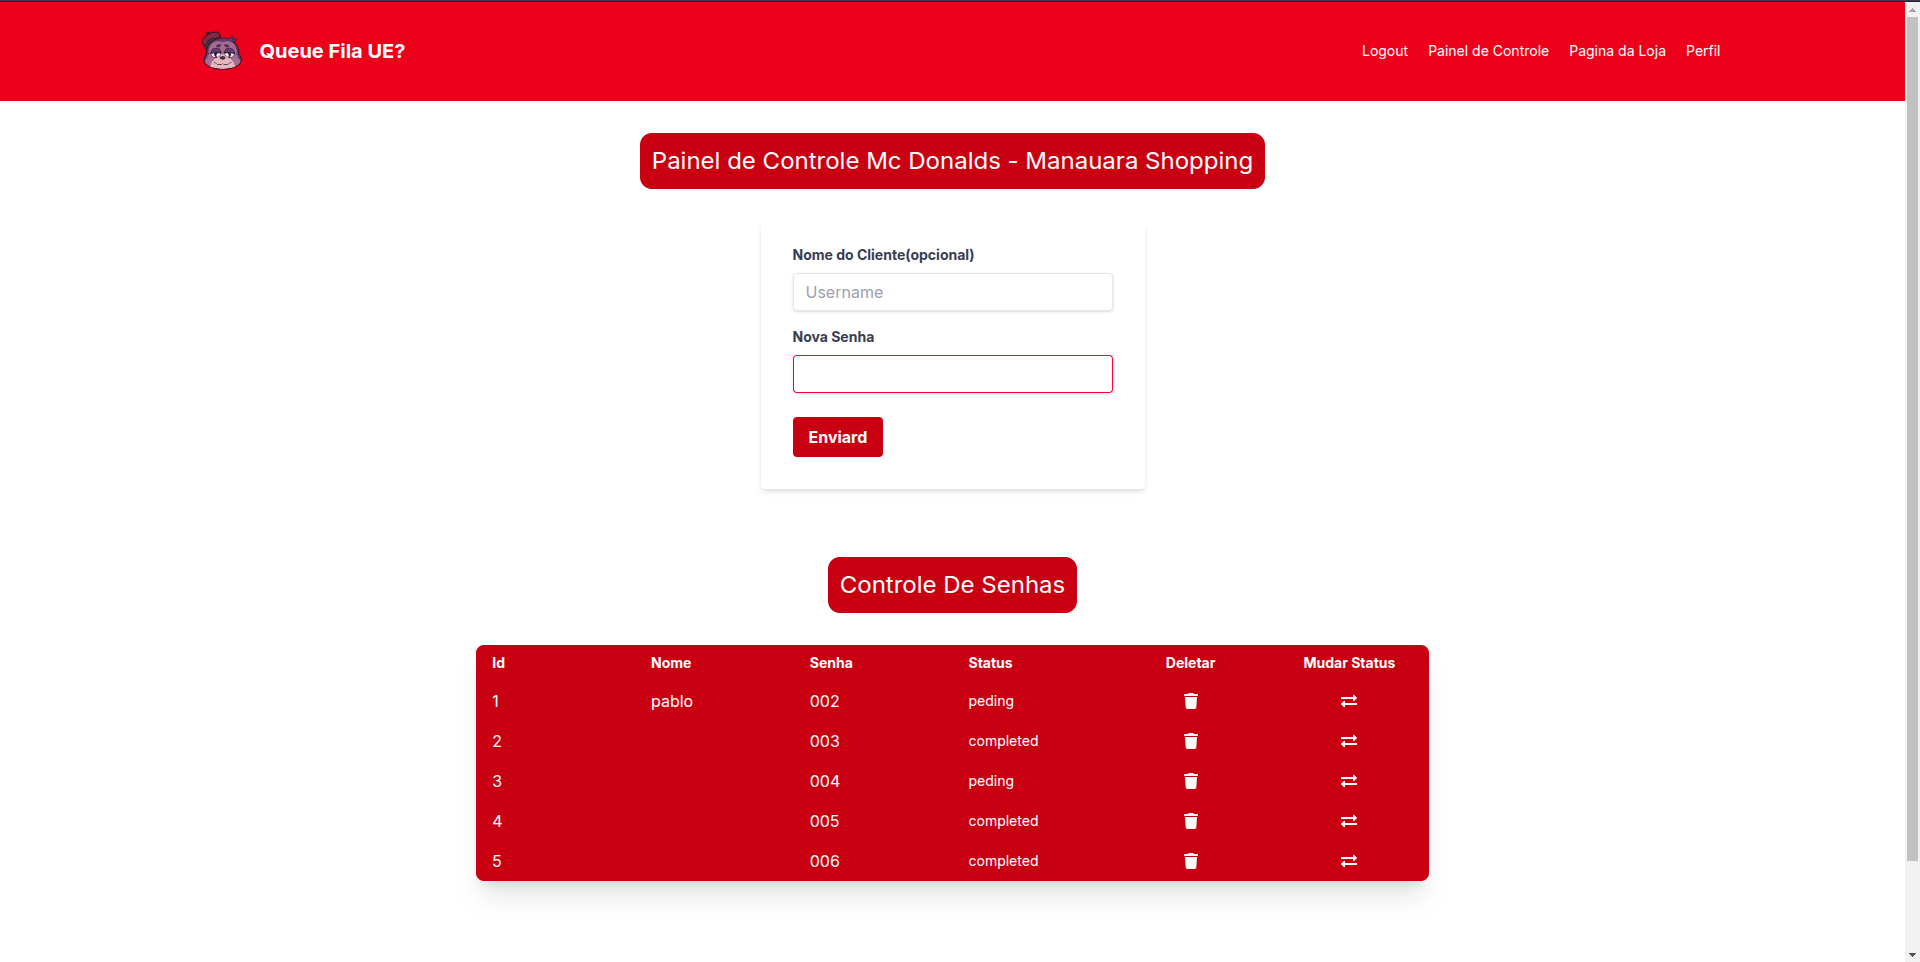 Queue Fila UE?
Logout Painel de Controle Pagina da Loja Perfil
Painel de Controle Mc Donalds - Manauara Shopping
Nome do Cliente(opcional)
Username
Nova Senha
Enviard
Controle De Senhas
Id Nome Senha Status Deletar Mudar Status
1 pablo 002 peding
2 003 completed
3 004 peding
4 005 completed
5 006 completed